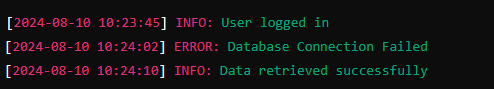 [2024-08-10 10:23:45] INFO: User logged in
[2024-08-10 10:24:02] ERROR: Database Connection Failed
[2024-08-10 10:24:10] INFO: Data retrieved successfully